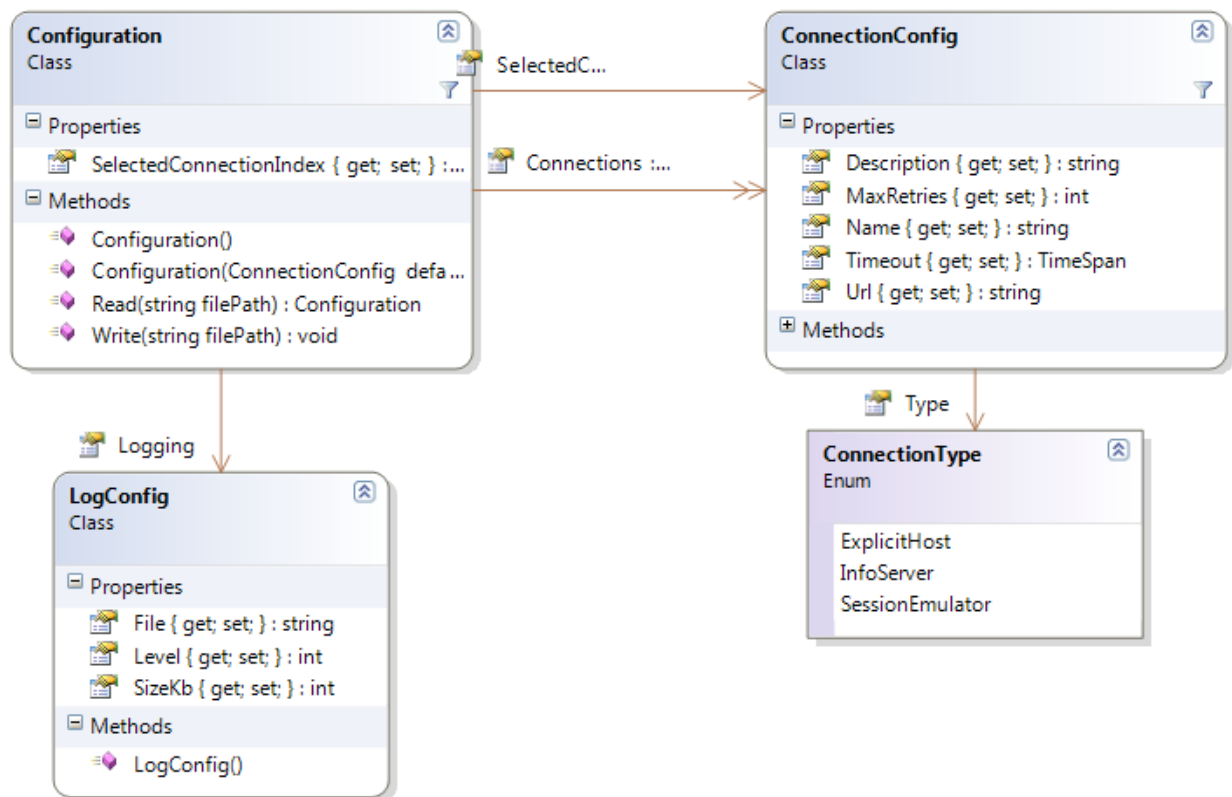 Configuration
Class
Properties
SelectedConnectionIndex { get; set; } :...
Methods
Configuration()
Configuration(ConnectionConfig defa...
Read(string filePath) : Configuration
Write(string filePath) : void
SelectedC...
Connections :...
ConnectionConfig
Class
Properties
Description { get; set; } : string
MaxRetries { get; set; } : int
Name { get; set; } : string
Timeout { get; set; } : TimeSpan
Url { get; set; } : string
Methods
Logging
Type
LogConfig
Class
Properties
File { get; set; } : string
Level { get; set; } : int
SizeKb { get; set; } : int
Methods
LogConfig()
ConnectionType
Enum
ExplicitHost
InfoServer
SessionEmulator